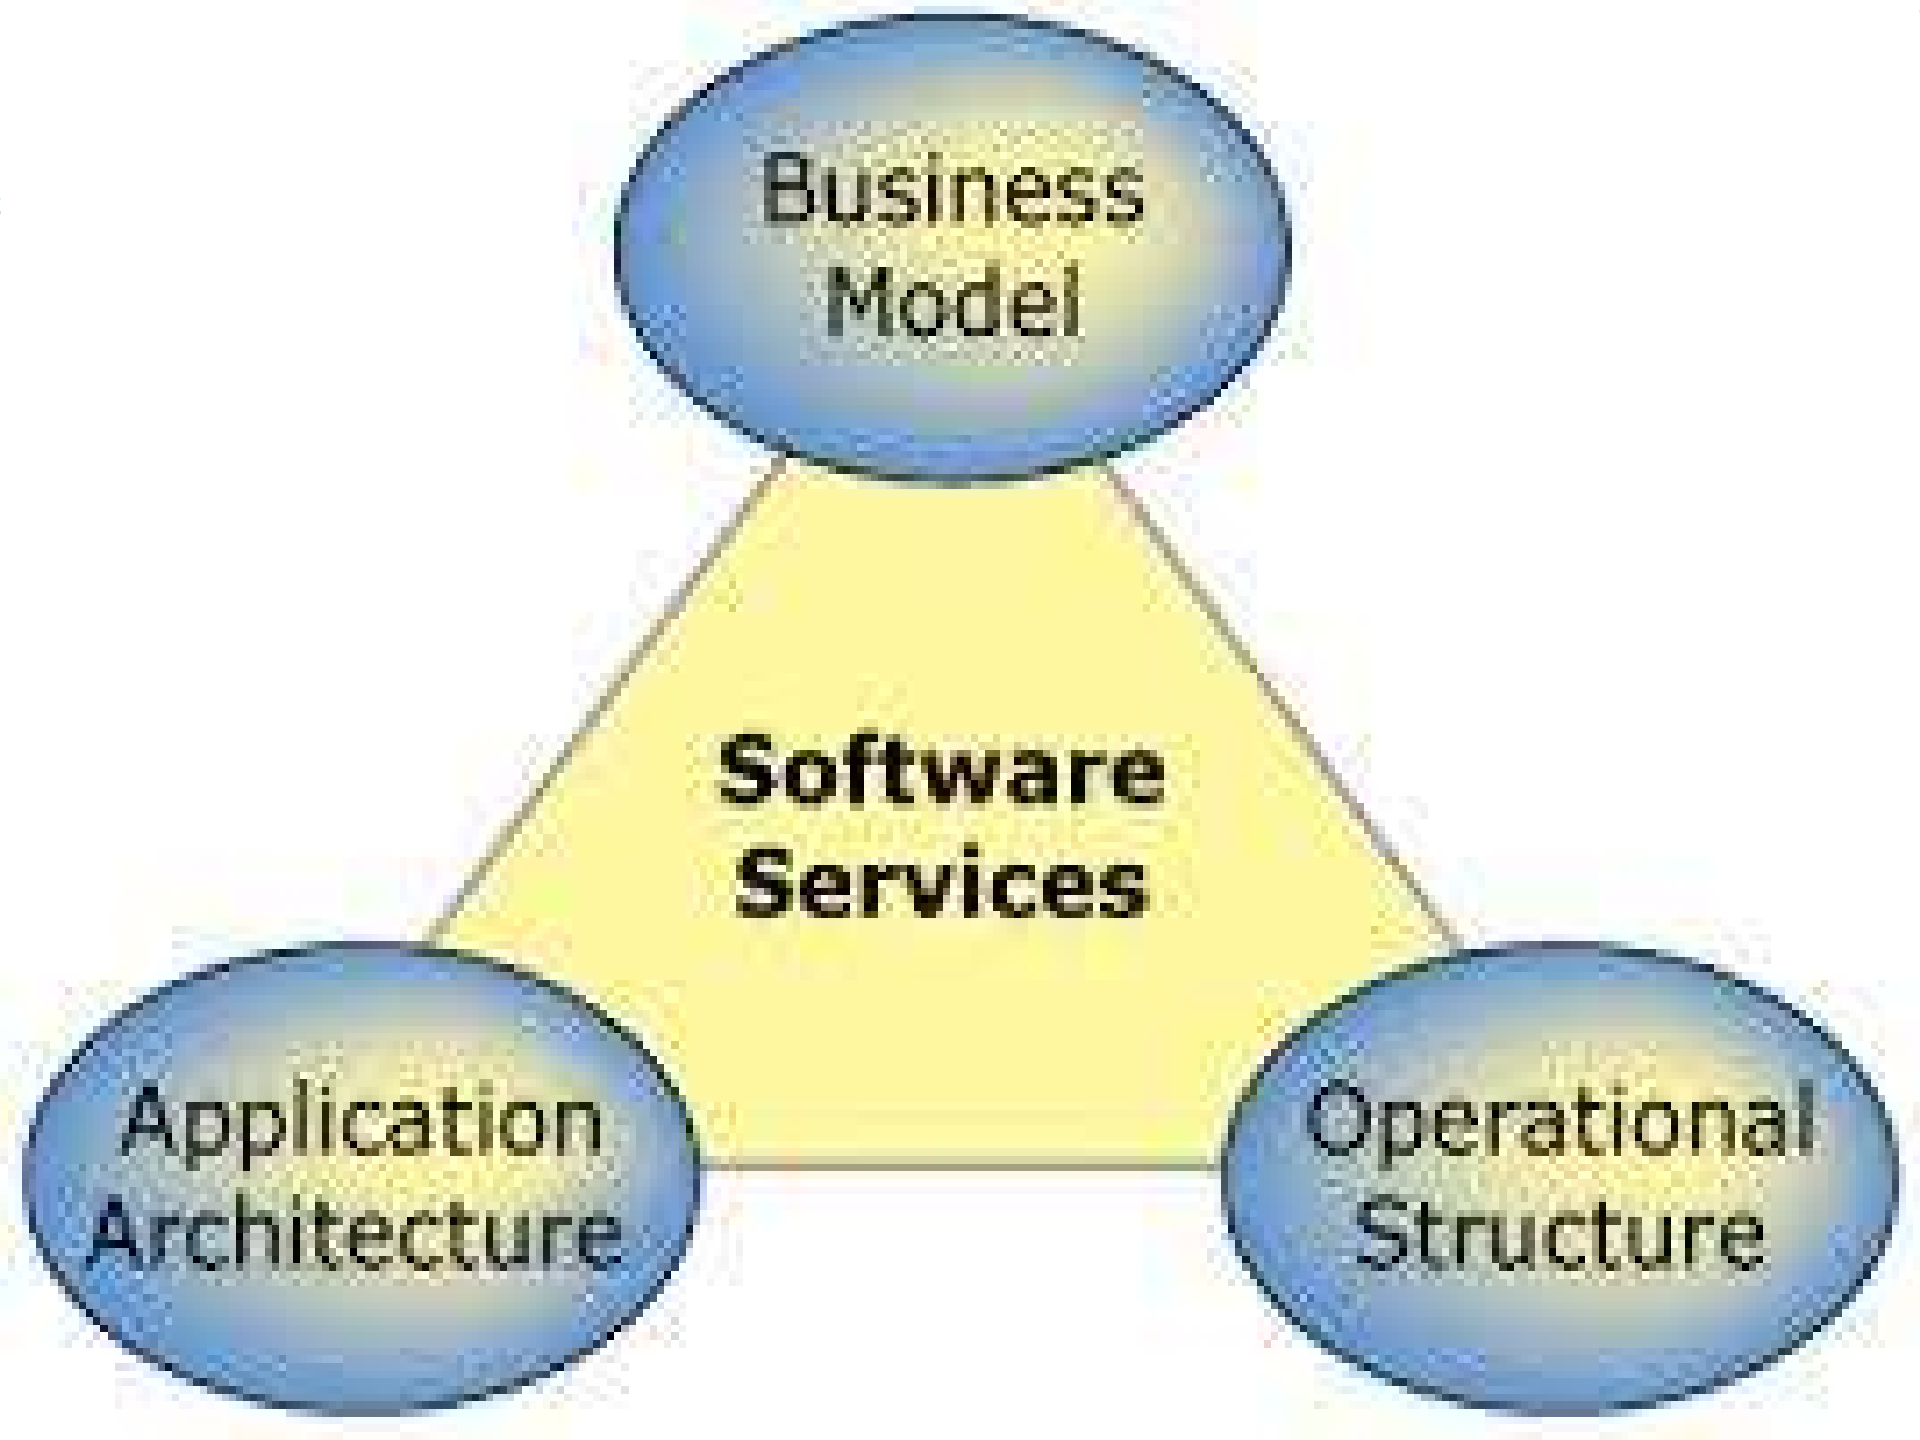 Business
Model
Software
Services
Application
Architecture
Operational
Structure